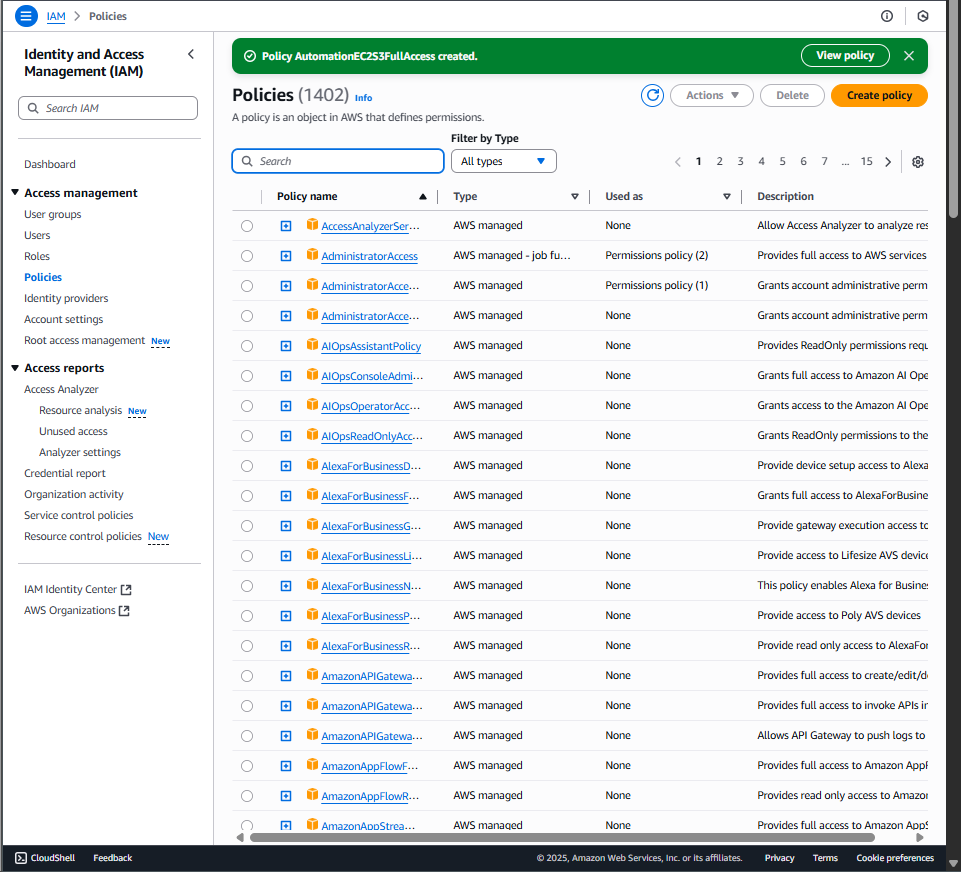 IAM > Policies
Identity and Access Management (IAM)
Search IAM
Dashboard
Access management
User groups
Users
Roles
Policies
Identity providers
Account settings
Root access management New
Access reports
Access Analyzer
Resource analysis New
Unused access
Analyzer settings
Credential report
Organization activity
Service control policies
Resource control policies New
IAM Identity Center
AWS Organizations
Policy AutomationEC2S3FullAccess created. View policy
Policies (1402) Info
Actions Delete Create policy
A policy is an object in AWS that defines permissions.
Filter by Type
Search All types 1 2 3 4 5 6 7 ... 15
Policy name Type Used as Description
AccessAnalyzerSer... AWS managed None Allow Access Analyzer to analyze res
AdministratorAccess AWS managed - job fu... Permissions policy (2) Provides full access to AWS services
AdministratorAcce... AWS managed Permissions policy (1) Grants account administrative perm
AdministratorAcce... AWS managed None Grants account administrative perm
AIOpsAssistantPolicy AWS managed None Provides ReadOnly permissions requ
AIOpsConsoleAdmi... AWS managed None Grants full access to Amazon AI Ope
AIOpsOperatorAcc... AWS managed None Grants access to the Amazon AI Ope
AIOpsReadOnlyAcc... AWS managed None Grants ReadOnly permissions to the
AlexaForBusinessD... AWS managed None Provide device setup access to Alexa
AlexaForBusinessF... AWS managed None Grants full access to AlexaForBusine
AlexaForBusinessG... AWS managed None Provide gateway execution access to
AlexaForBusinessLi... AWS managed None Provide access to Lifesize AVS device
AlexaForBusinessN... AWS managed None This policy enables Alexa for Busines
AlexaForBusinessP... AWS managed None Provide access to Poly AVS devices
AlexaForBusinessR... AWS managed None Provide read only access to AlexaFor
AmazonAPIGatewa... AWS managed None Provides full access to create/edit/de
AmazonAPIGatewa... AWS managed None Provides full access to invoke APIs in
AmazonAPIGatewa... AWS managed None Allows API Gateway to push logs to
AmazonAppFlowF... AWS managed None Provides full access to Amazon AppF
AmazonAppFlowR... AWS managed None Provides read only access to Amazon
AmazonAppStrea... AWS managed None Provides full access to Amazon AppS
CloudShell Feedback © 2025, Amazon Web Services, Inc. or its affiliates. Privacy Terms Cookie preferences